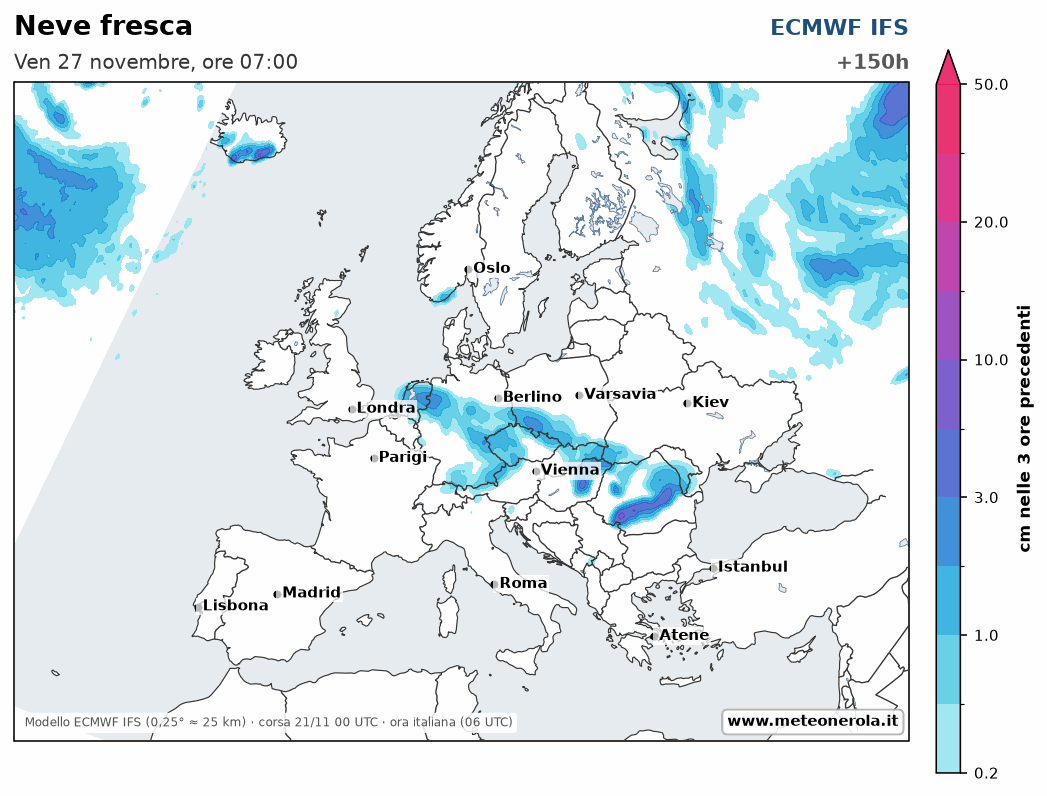 Neve fresca
ECMWF IFS
Ven 27 novembre, ore 07:00
+150h
50.0
20.0
10.0
3.0
1.0
0.2
cm nelle 3 ore precedenti
Oslo
Berlino
Varsavia
Kiev
Londra
Parigi
Vienna
Istanbul
Roma
Madrid
Lisbona
Atene
Modello ECMWF IFS (0,25° ≈ 25 km) · corsa 21/11 00 UTC · ora italiana (06 UTC)
www.meteonerola.it